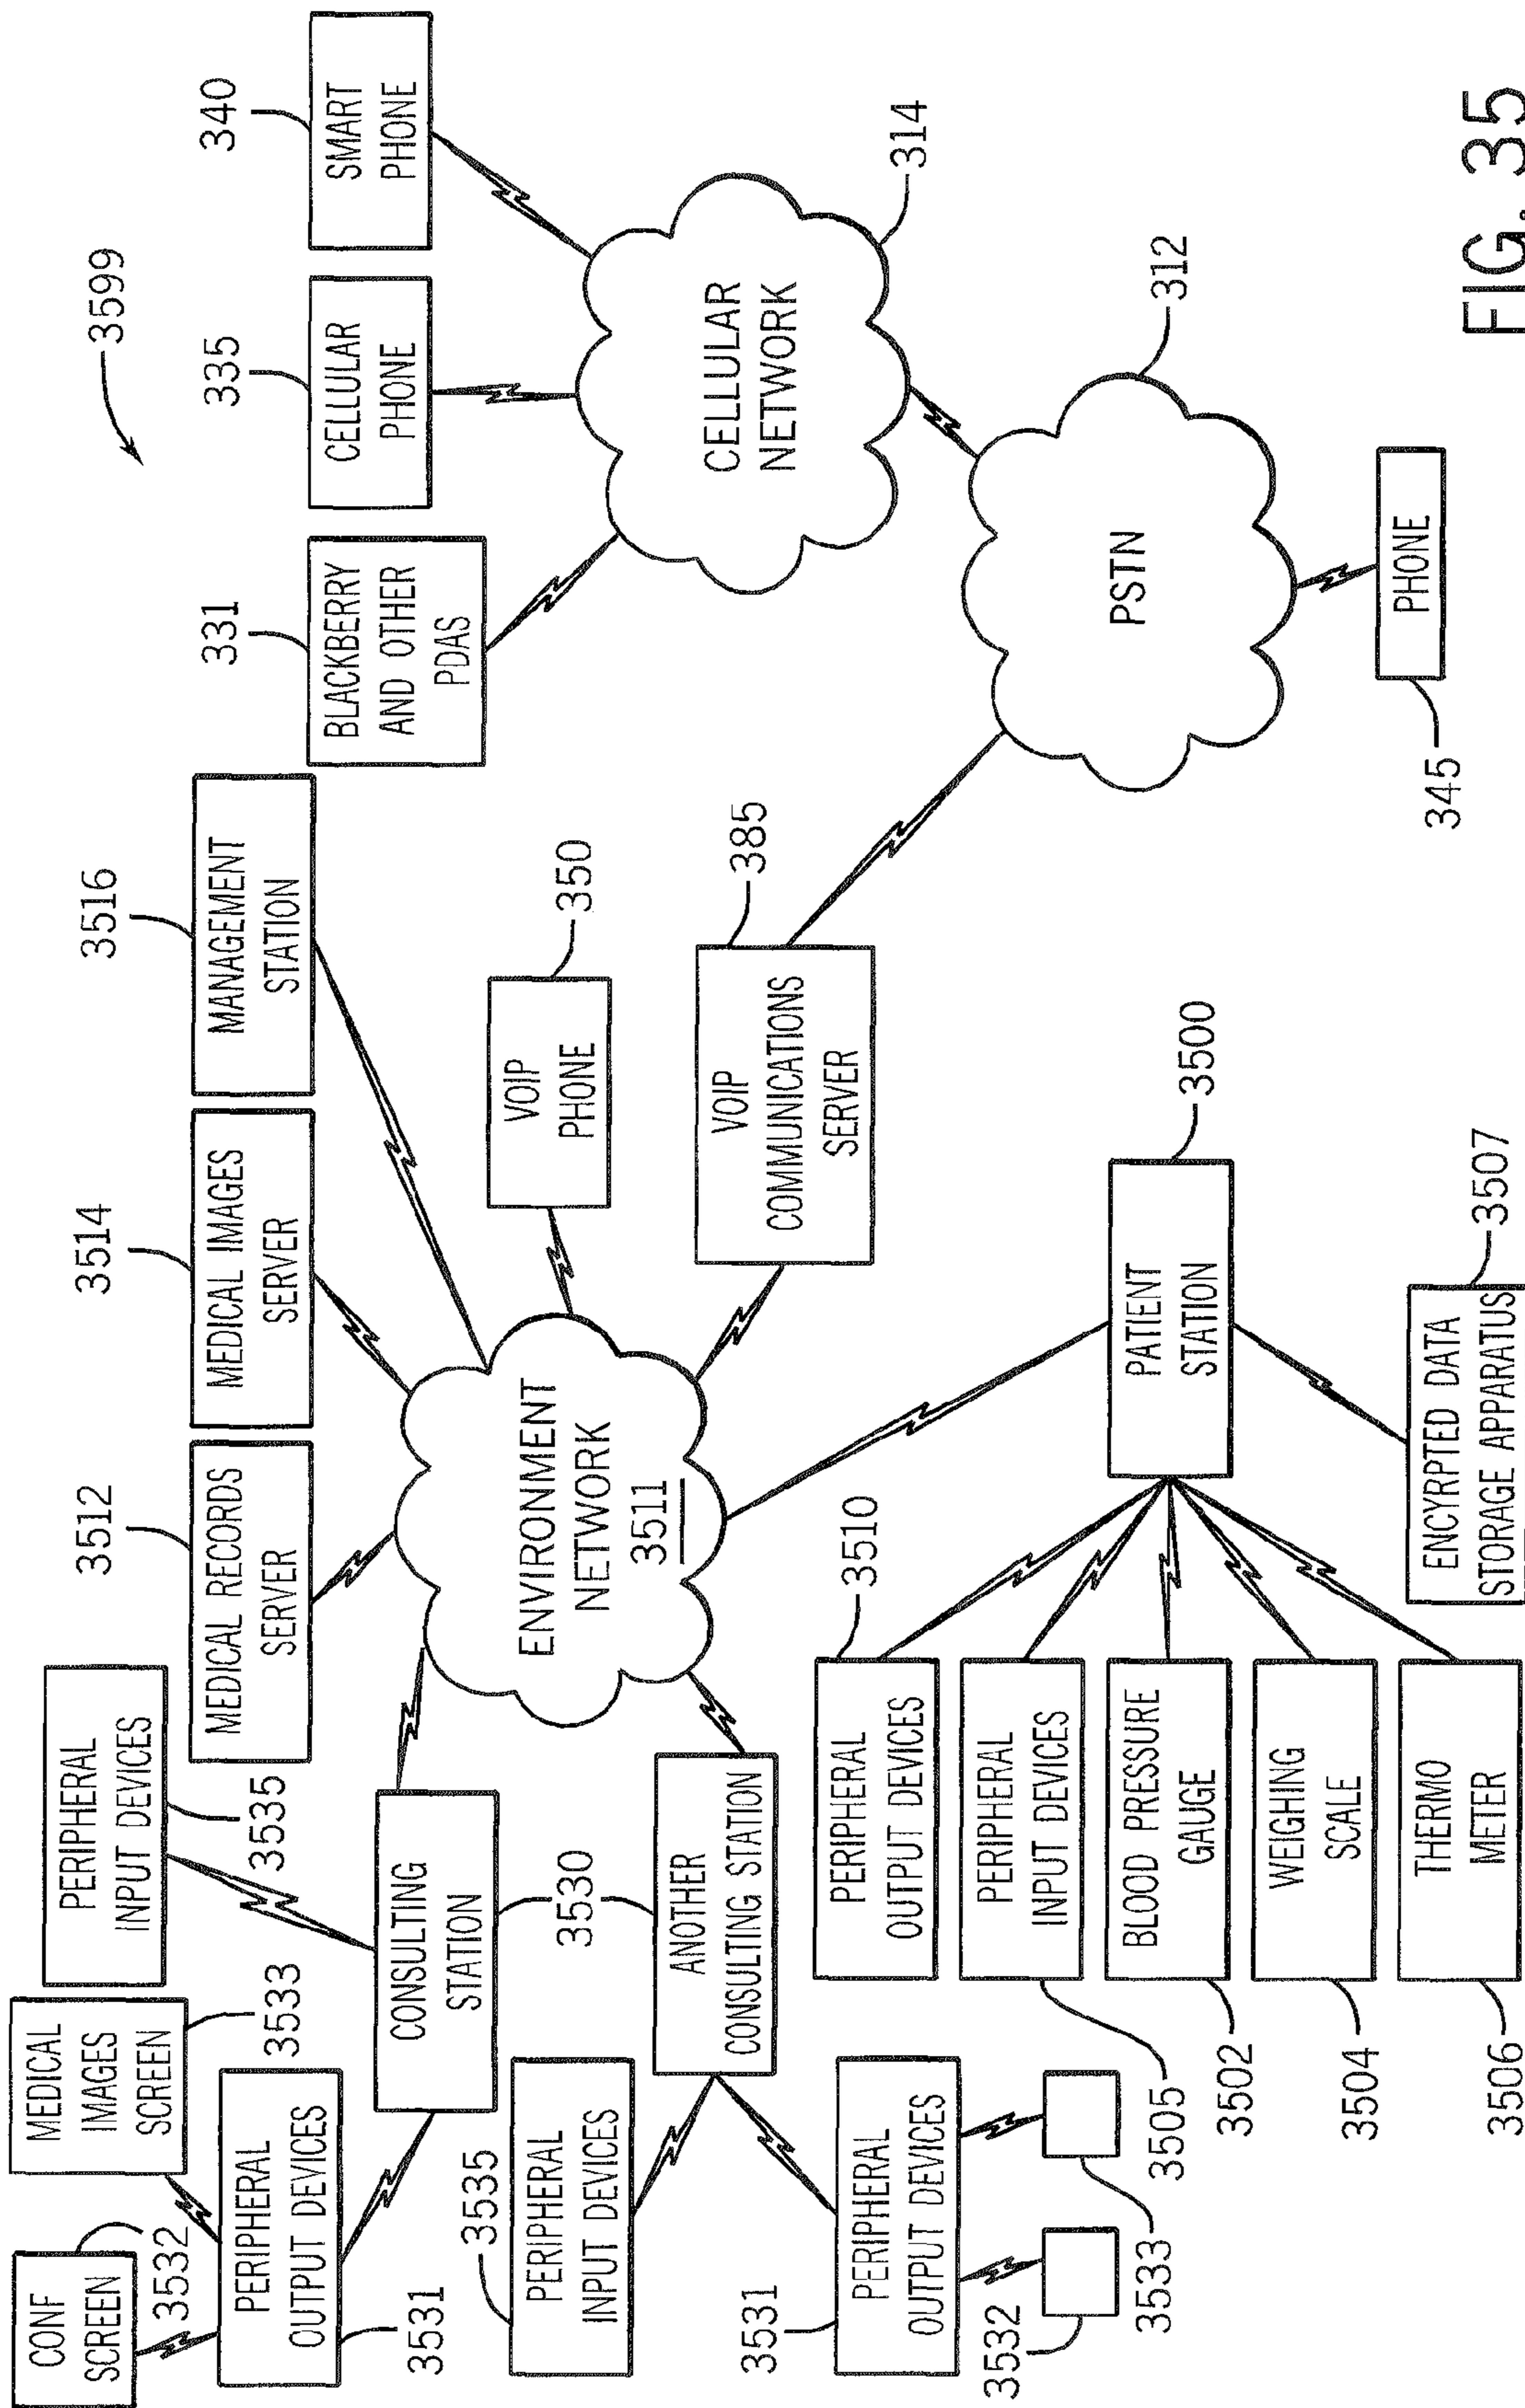 CONF
SCREEN
3532
MEDICAL
IMAGES
SCREEN
3533
PERIPHERAL
INPUT DEVICES
3535
3512
MEDICAL RECORDS
SERVER
3514
MEDICAL IMAGES
SERVER
3516
MANAGEMENT
STATION
3599
PERIPHERAL
OUTPUT DEVICES
3531
331
BLACKBERRY
AND OTHER
PDAS
335
CELLULAR
PHONE
340
SMART
PHONE
CONSULTING
STATION
3530
ENVIRONMENT
NETWORK
3511
VOIP
PHONE
350
3535
PERIPHERAL
INPUT DEVICES
ANOTHER
CONSULTING STATION
VOIP
COMMUNICATIONS
SERVER
385
CELLULAR
NETWORK
314
3531
PERIPHERAL
OUTPUT DEVICES
3532
3533
PERIPHERAL
OUTPUT DEVICES
3510
PERIPHERAL
INPUT DEVICES
3505
BLOOD PRESSURE
GAUGE
3502
WEIGHING
SCALE
3504
THERMO
METER
3506
PATIENT
STATION
3500
ENCYRPTED DATA
STORAGE APPARATUS
3507
PSTN
312
PHONE
345
FIG. 35